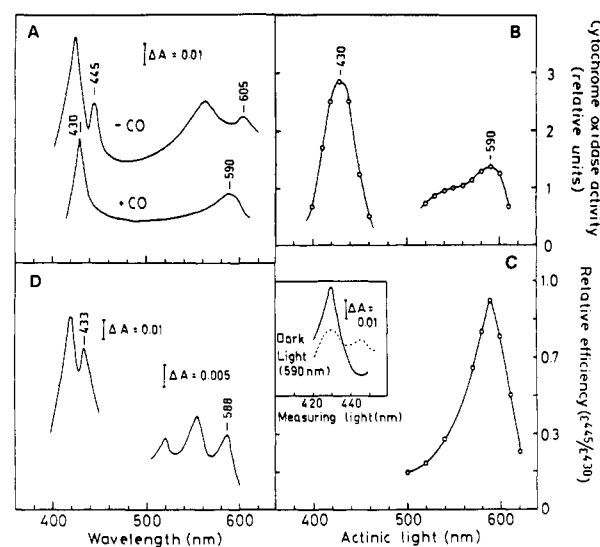 A
ΔA = 0.01
445
430
605
- CO
590
+ CO
B
430
590
3
2
1
0
Cytochrome oxidase activity
(relative units)
D
433
ΔA = 0.01
ΔA = 0.005
588
400
500
600
Wavelength (nm)
C
ΔA =
0.01
Dark
Light
(590 nm)
420
440
Measuring light (nm)
1.0
0.7
0.3
0
Relative efficiency (ε445/ε430)
400
500
600
Actinic light (nm)